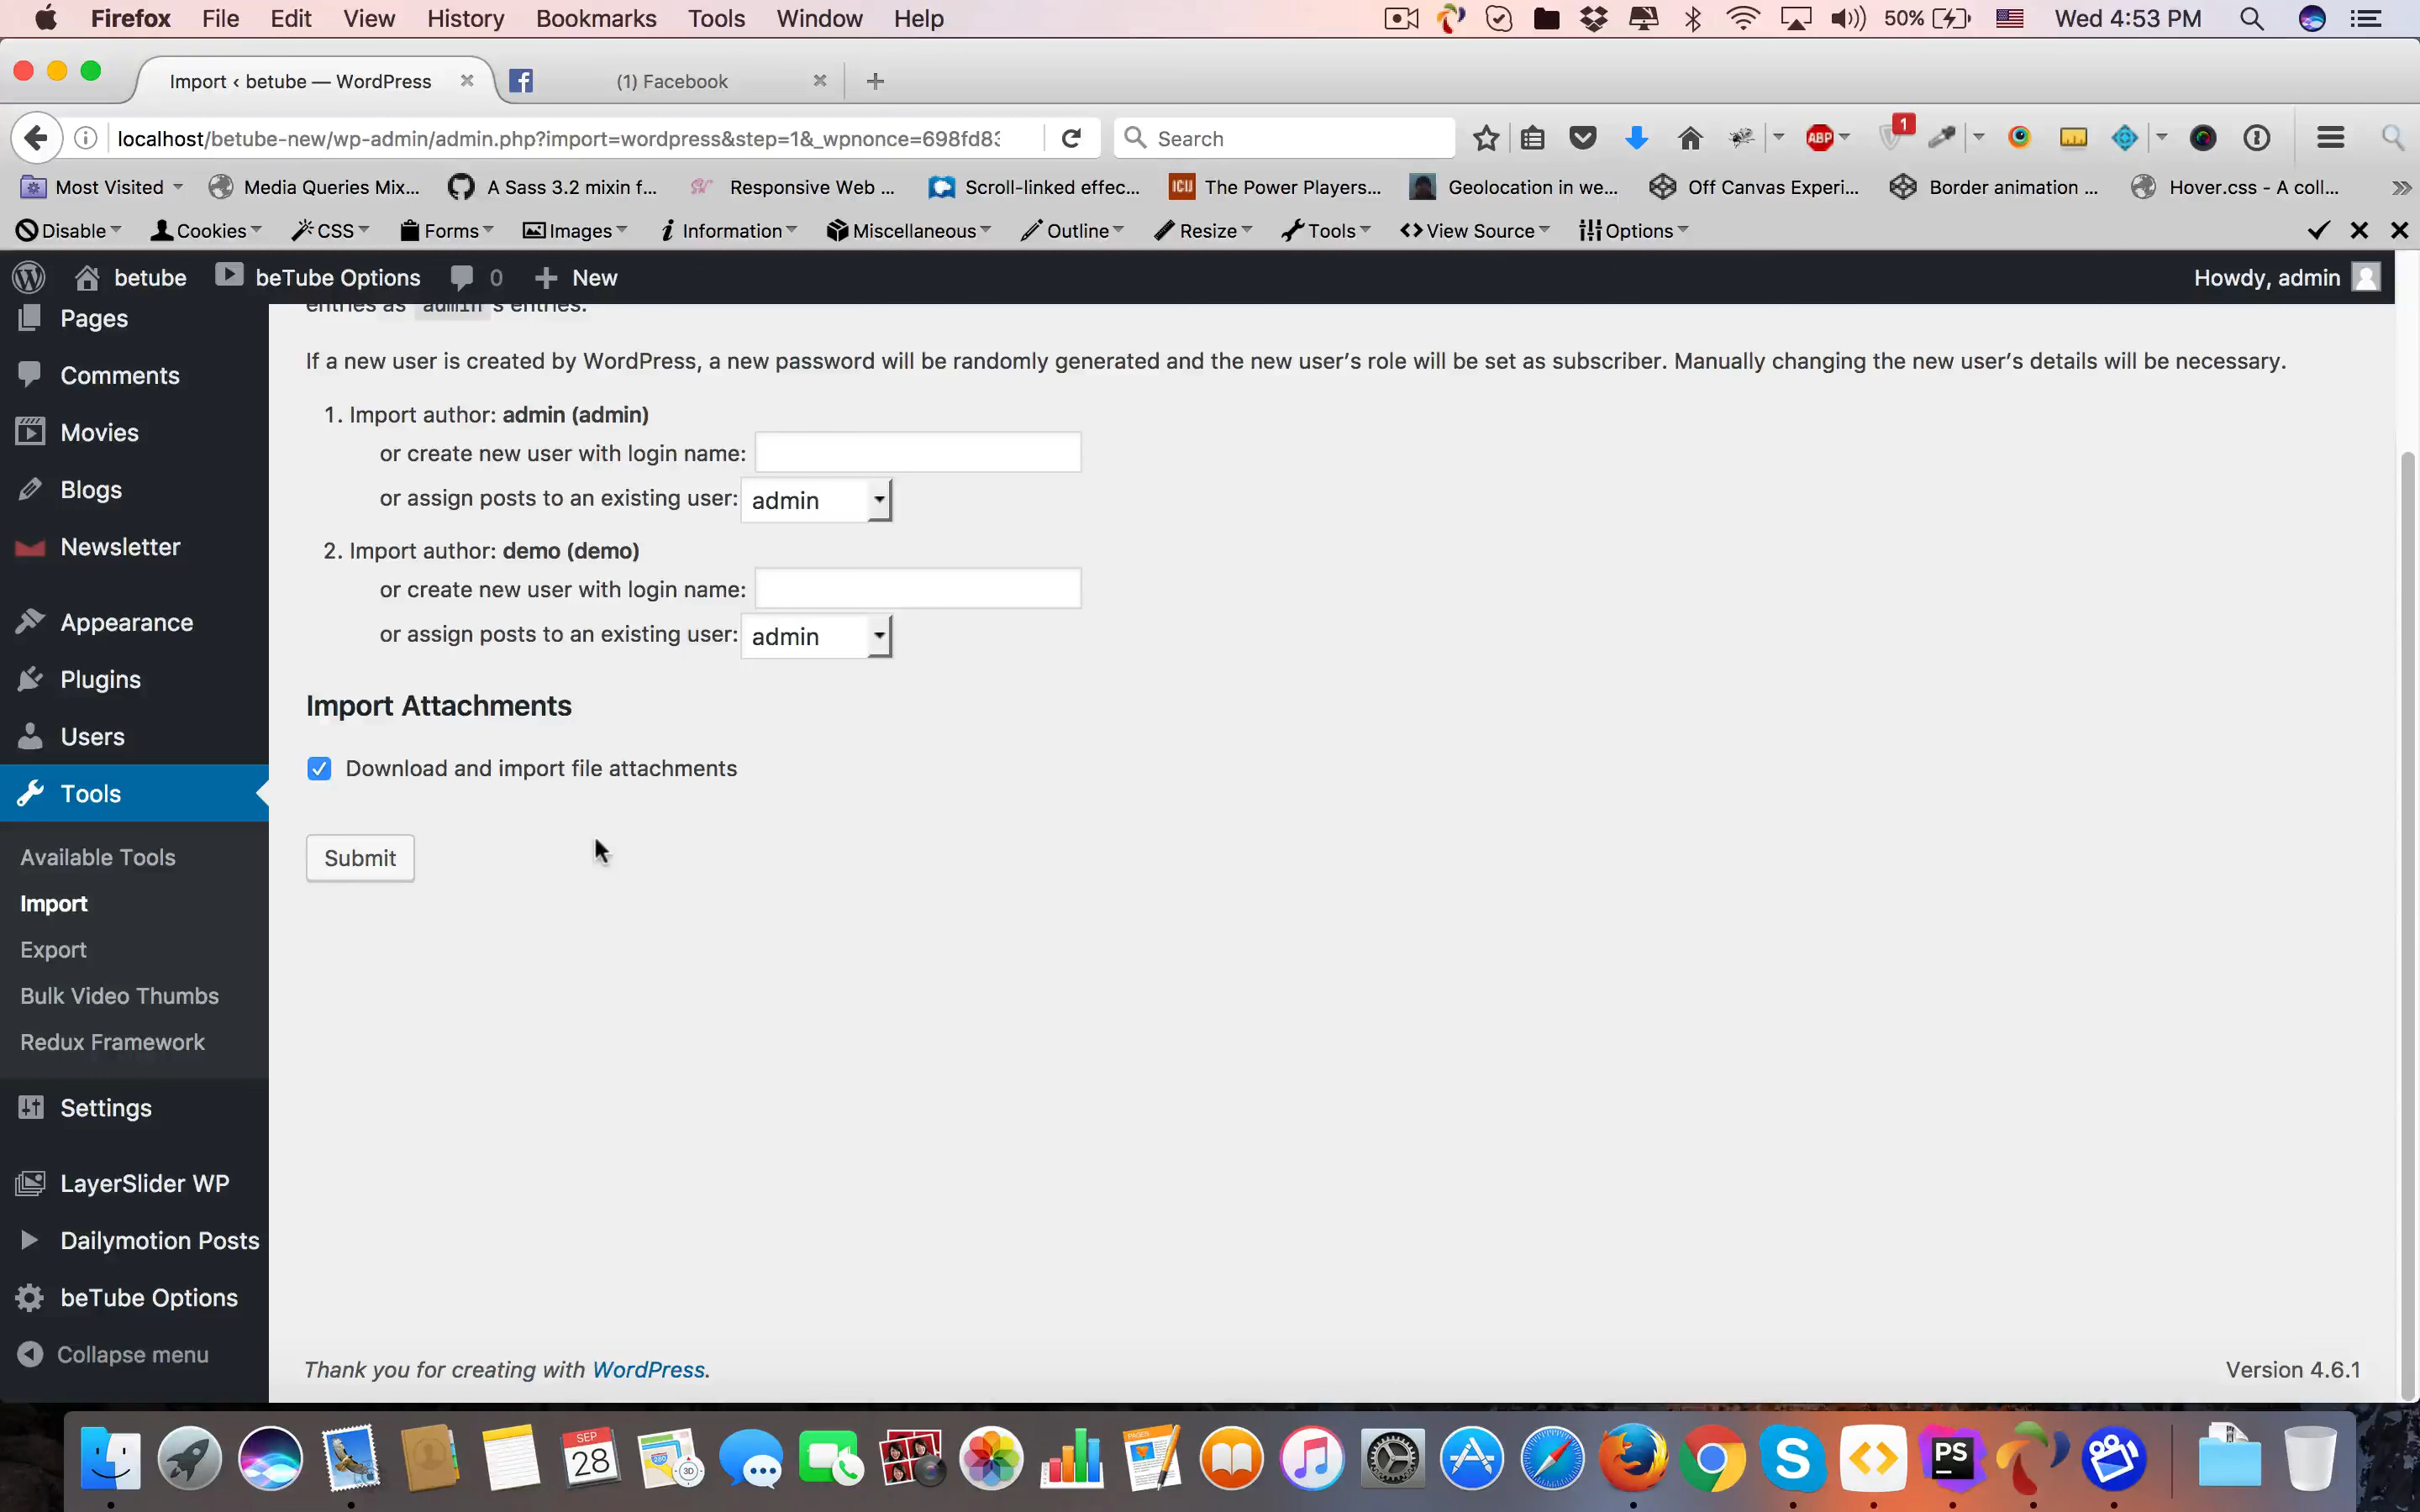 Firefox File Edit View History Bookmarks Tools Window Help 50% Wed 4:53 PM
Import ‹ betube — WordPress (1) Facebook
localhost/betube-new/wp-admin/admin.php?import=wordpress&step=1&_wpnonce=698fd83 Search ABP 1
Most Visited Media Queries Mix... A Sass 3.2 mixin f... Responsive Web ... Scroll-linked effec... The Power Players... Geolocation in we... Off Canvas Experi... Border animation ... Hover.css - A coll...
Disable Cookies CSS Forms Images Information Miscellaneous Outline Resize Tools View Source Options
betube beTube Options 0 New Howdy, admin
entries as admin's entries.
Pages
Comments
Movies
Blogs
Newsletter
Appearance
Plugins
Users
Tools
Available Tools
Import
Export
Bulk Video Thumbs
Redux Framework
Settings
LayerSlider WP
Dailymotion Posts
beTube Options
Collapse menu
If a new user is created by WordPress, a new password will be randomly generated and the new user's role will be set as subscriber. Manually changing the new user's details will be necessary.
1. Import author: admin (admin)
or create new user with login name:
or assign posts to an existing user: admin
2. Import author: demo (demo)
or create new user with login name:
or assign posts to an existing user: admin
Import Attachments
Download and import file attachments
Submit
Thank you for creating with WordPress. Version 4.6.1
SEP
28
PS